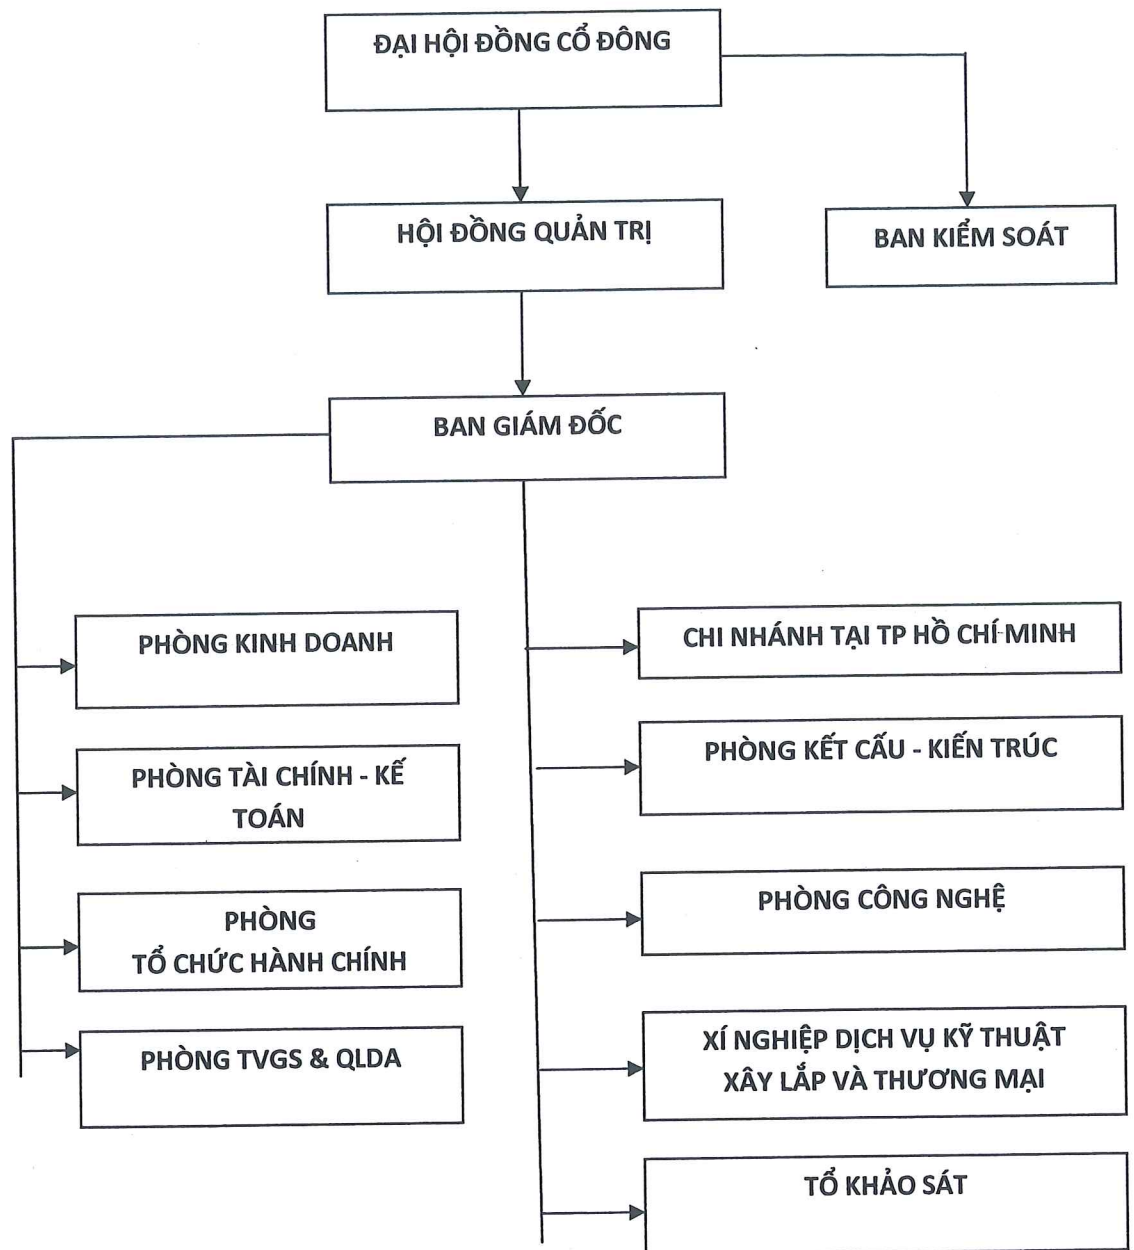 ĐẠI HỘI ĐỒNG CỔ ĐÔNG
HỘI ĐỒNG QUẢN TRỊ
BAN KIỂM SOÁT
BAN GIÁM ĐỐC
PHÒNG KINH DOANH
PHÒNG TÀI CHÍNH - KẾ
TOÁN
PHÒNG
TỔ CHỨC HÀNH CHÍNH
PHÒNG TVGS & QLDA
CHI NHÁNH TẠI TP HỒ CHÍ MINH
PHÒNG KẾT CẤU - KIẾN TRÚC
PHÒNG CÔNG NGHỆ
XÍ NGHIỆP DỊCH VỤ KỸ THUẬT
XÂY LẮP VÀ THƯƠNG MẠI
TỔ KHẢO SÁT